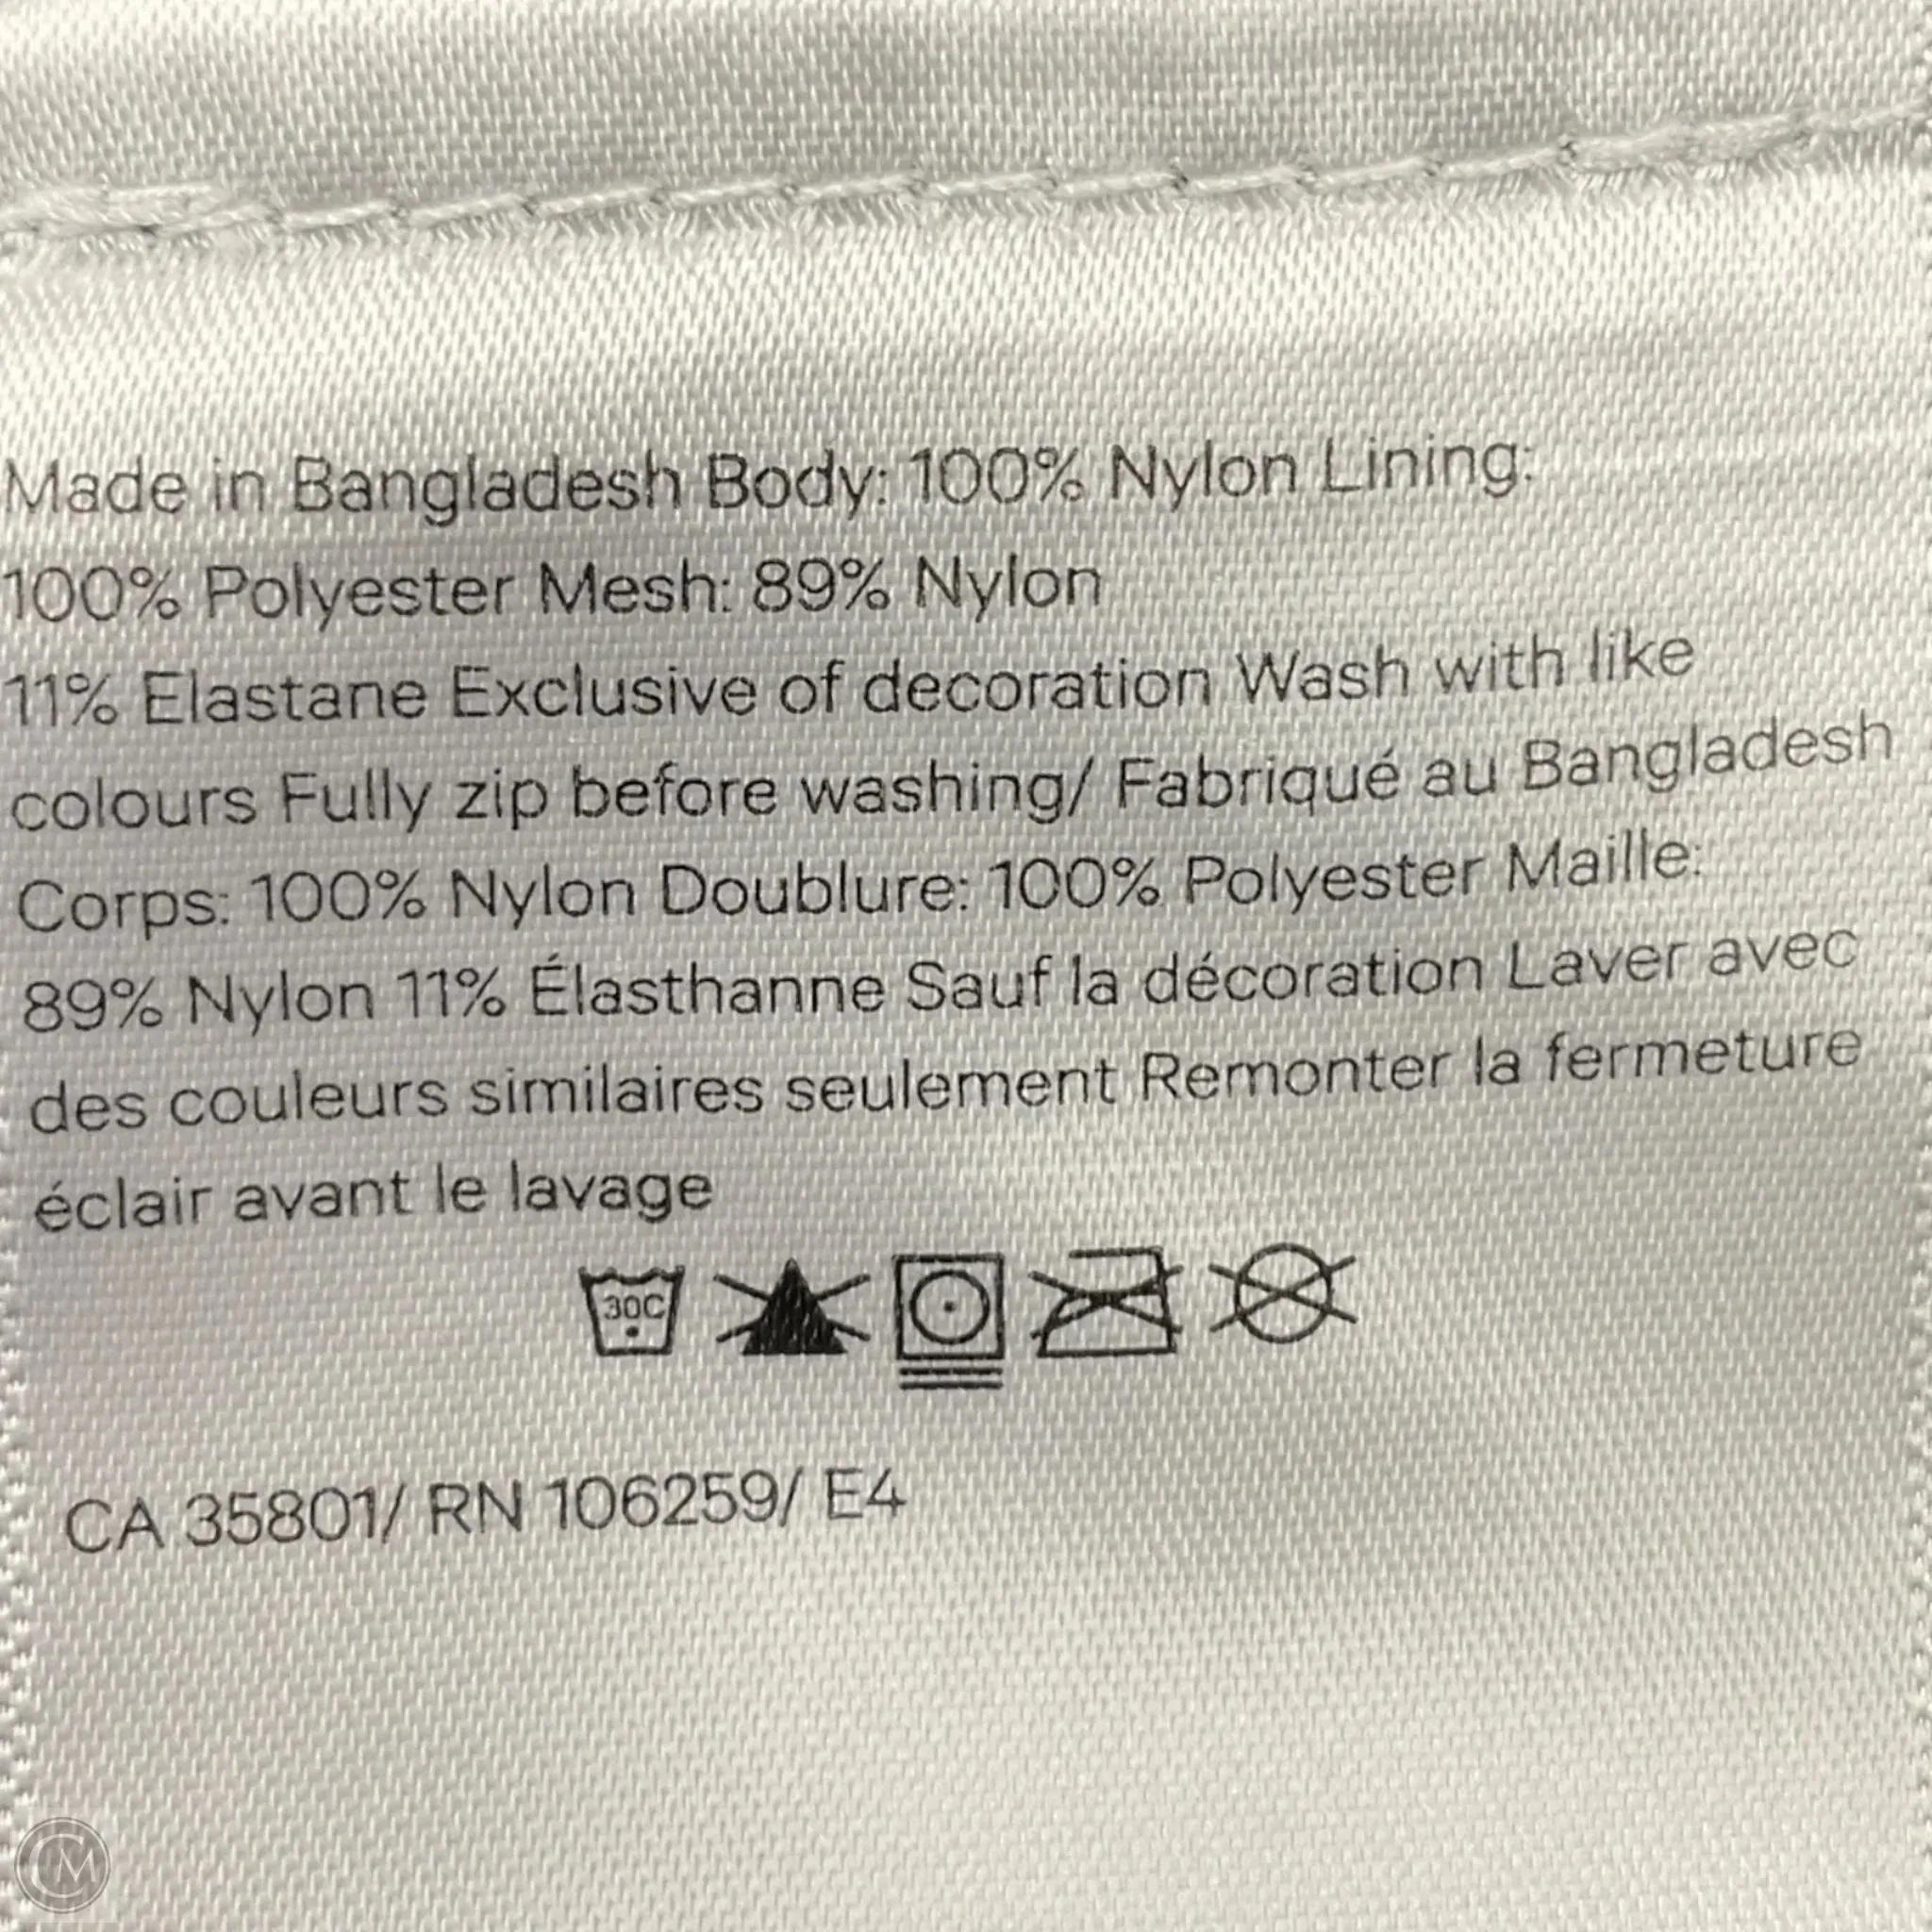 Made in Bangladesh Body: 100% Nylon Lining:
100% Polyester Mesh: 89% Nylon
11% Elastane Exclusive of decoration Wash with like
colours Fully zip before washing/ Fabriqué au Bangladesh
Corps: 100% Nylon Doublure: 100% Polyester Maille:
89% Nylon 11% Élasthanne Sauf la décoration Laver avec
des couleurs similaires seulement Remonter la fermeture
éclair avant le lavage
30C
CA 35801/ RN 106259/ E4
CM